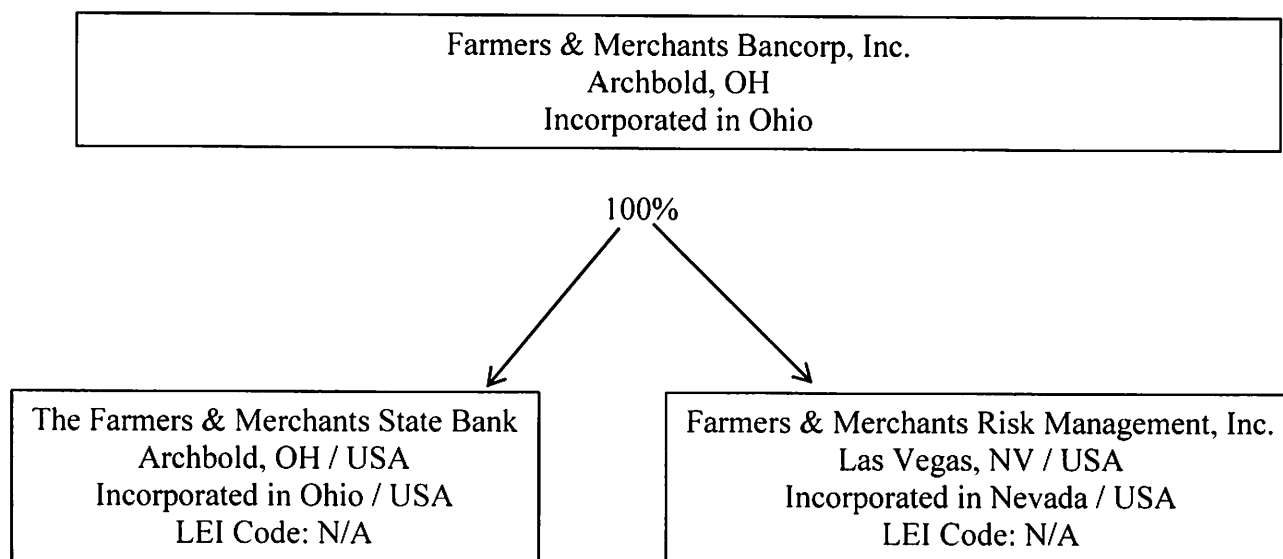 Farmers & Merchants Bancorp, Inc.
Archbold, OH
Incorporated in Ohio
100%
The Farmers & Merchants State Bank
Archbold, OH / USA
Incorporated in Ohio / USA
LEI Code: N/A
Farmers & Merchants Risk Management, Inc.
Las Vegas, NV / USA
Incorporated in Nevada / USA
LEI Code: N/A